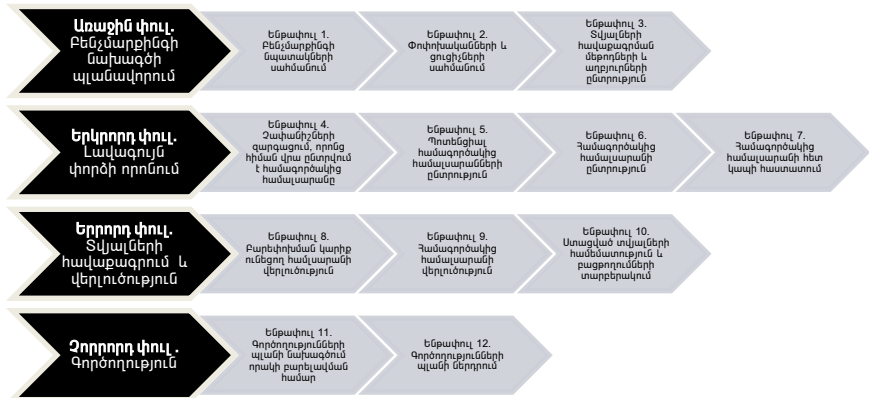 Առաջին փուլ.
Բենչմարքինգի
նախագծի
պլանավորում
Ենթափուլ 1.
Բենչմարքինգի
նպատակների
սահմանում
Ենթափուլ 2.
Փոփոխականների և
ցուցիչների
սահմանում
Ենթափուլ 3.
Տվյալների
հավաքագրման
մեթոդների և
աղբյուրների
ընտրություն
Երկրորդ փուլ.
Լավագույն
փորձի որոնում
Ենթափուլ 4.
Չափանիշների
զարգացում, որոնց
հիման վրա ընտրվում
է համագործակից
համալսարանը
Ենթափուլ 5.
Պոտենցիալ
համագործակից
համալսարանների
ընտրություն
Ենթափուլ 6.
Համագործակից
համալսարանի
ընտրություն
Ենթափուլ 7.
Համագործակից
համալսարանի հետ
կապի հաստատում
Երրորդ փուլ.
Տվյալների
հավաքագրում և
վերլուծություն
Ենթափուլ 8.
Բարեփոխման կարիք
ունեցող համլսարանի
վերլուծություն
Ենթափուլ 9.
Համագործակից
համալսարանի
վերլուծություն
Ենթափուլ 10.
Ստացված տվյալների
համեմատություն և
բացթողումների
տարբերակում
Չորրորդ փուլ .
Գործողություն
Ենթափուլ 11.
Գործողությունների
պլանի նախագծում
որակի բարելավման
համար
Ենթափուլ 12.
Գործողությունների
պլանի ներդրում